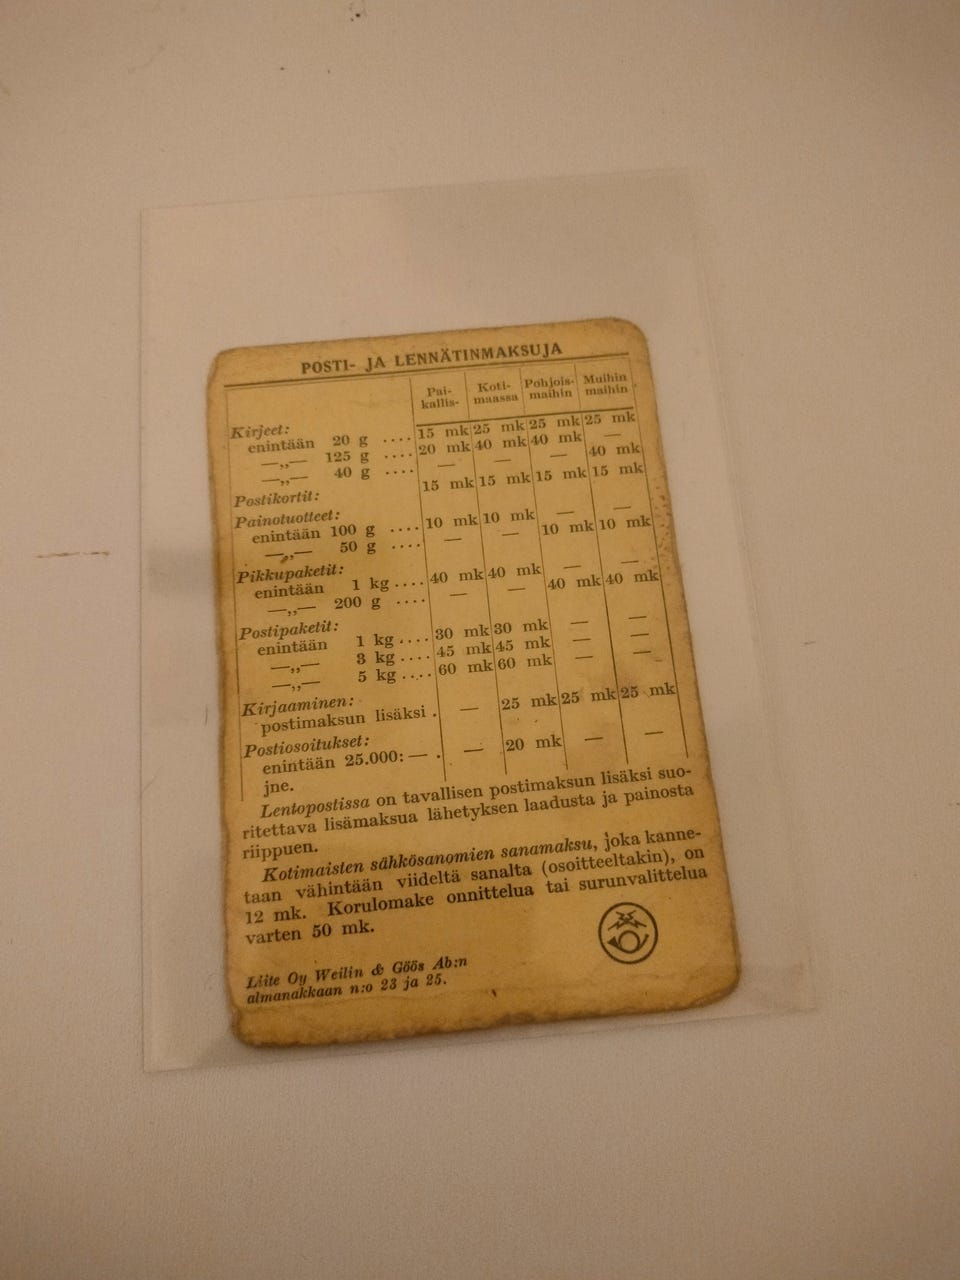 POSTI- JA LENNÄTINMAKSUJA
Pai- Koti- Pohjois- Muihin
kallis- maassa maihin maihin
Kirjeet:
enintään 20 g .... 15 mk 25 mk 25 mk 25 mk
—„— 125 g .... 20 mk 40 mk 40 mk —
—„— 40 g .... — — — 40 mk
Postikortit: 15 mk 15 mk 15 mk 15 mk
Painotuotteet:
enintään 100 g .... 10 mk 10 mk — —
—„— 50 g .... — — 10 mk 10 mk
Pikkupaketit:
enintään 1 kg .... 40 mk 40 mk — —
—„— 200 g .... — — 40 mk 40 mk
Postipaketit:
enintään 1 kg .... 30 mk 30 mk — —
—„— 3 kg .... 45 mk 45 mk — —
—„— 5 kg .... 60 mk 60 mk — —
Kirjaaminen:
postimaksun lisäksi . — 25 mk 25 mk 25 mk
Postiosoitukset:
enintään 25.000: — . — 20 mk — —
jne.
Lentopostissa on tavallisen postimaksun lisäksi suo-
ritettava lisämaksua lähetyksen laadusta ja painosta
riippuen.
Kotimaisten sähkösanomien sanamaksu, joka kanne-
taan vähintään viideltä sanalta (osoitteeltakin), on
12 mk. Korulomake onnittelua tai surunvalittelua
varten 50 mk.
Liite Oy Weilin & Göös Ab:n
almanakkaan n:o 23 ja 25.